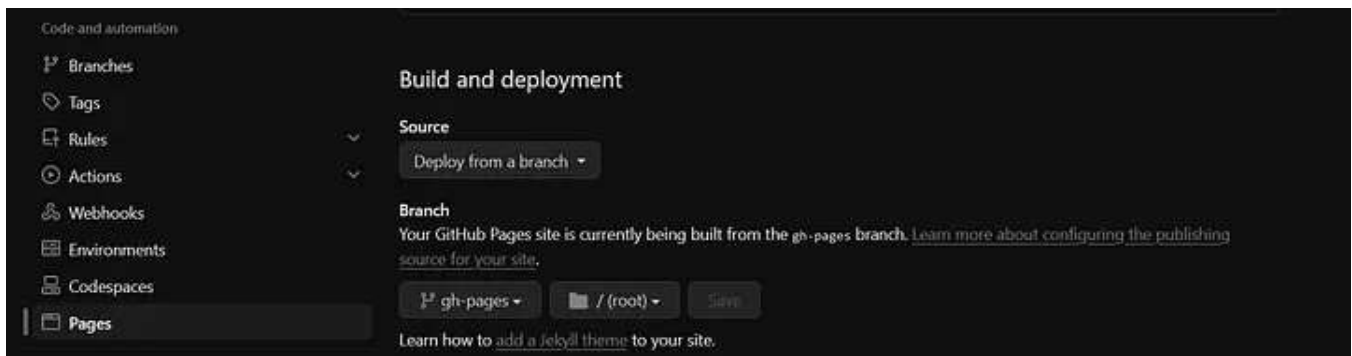 Code and automation
Branches
Tags
Rules
Actions
Webhooks
Environments
Codespaces
Pages
Build and deployment
Source
Deploy from a branch
Branch
Your GitHub Pages site is currently being built from the gh-pages branch. Learn more about configuring the publishing
source for your site.
gh-pages
/ (root)
Save
Learn how to add a Jekyll theme to your site.